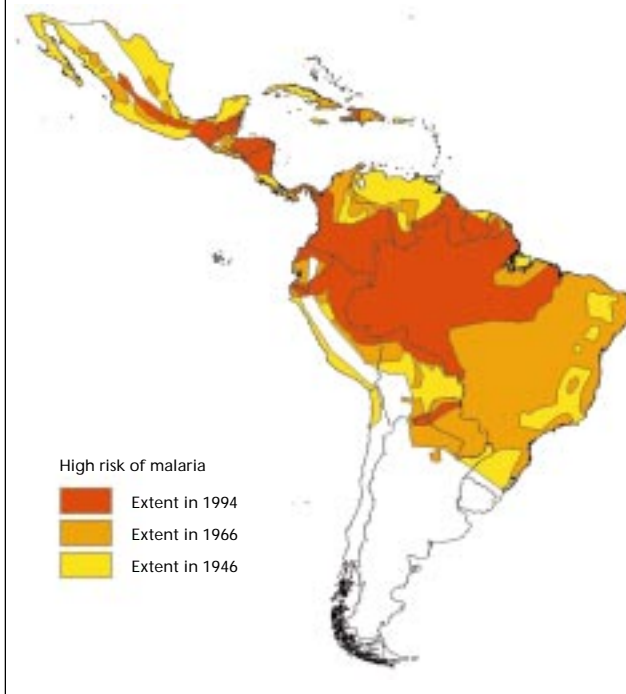 High risk of malaria
Extent in 1994
Extent in 1966
Extent in 1946